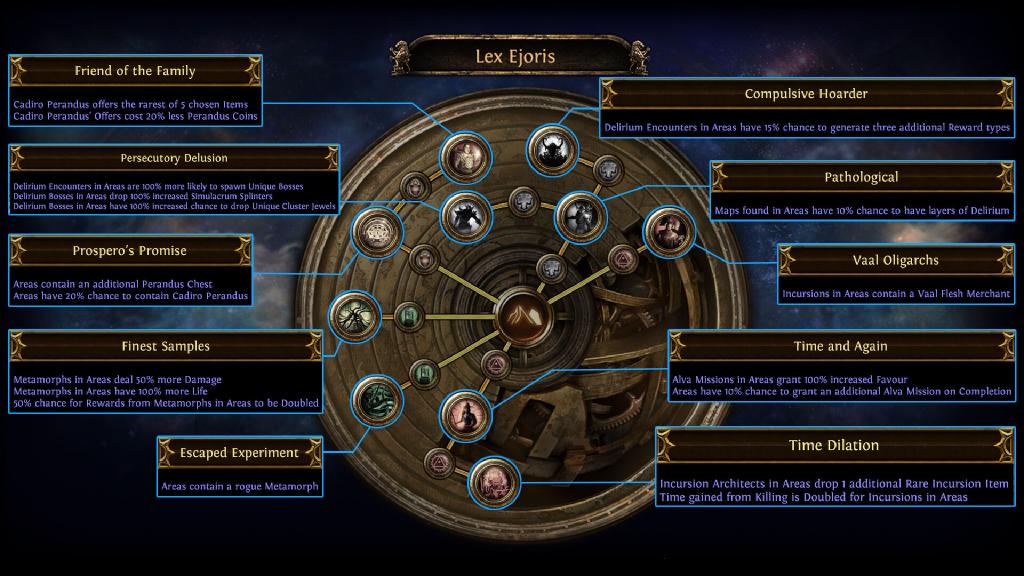 Lex Ejoris
Friend of the Family
Cadiro Perandus offers the rarest of 5 chosen Items
Cadiro Perandus' Offers cost 20% less Perandus Coins
Persecutory Delusion
Delirium Encounters in Areas are 100% more likely to spawn Unique Bosses
Delirium Bosses in Areas drop 100% increased Simulacrum Splinters
Delirium Bosses in Areas have 100% increased chance to drop Unique Cluster Jewels
Prospero's Promise
Areas contain an additional Perandus Chest
Areas have 20% chance to contain Cadiro Perandus
Finest Samples
Metamorphs in Areas deal 50% more Damage
Metamorphs in Areas have 100% more Life
50% chance for Rewards from Metamorphs in Areas to be Doubled
Escaped Experiment
Areas contain a rogue Metamorph
Compulsive Hoarder
Delirium Encounters in Areas have 15% chance to generate three additional Reward types
Pathological
Maps found in Areas have 10% chance to have layers of Delirium
Vaal Oligarchs
Incursions in Areas contain a Vaal Flesh Merchant
Time and Again
Alva Missions in Areas grant 100% increased Favour
Areas have 10% chance to grant an additional Alva Mission on Completion
Time Dilation
Incursion Architects in Areas drop 1 additional Rare Incursion Item
Time gained from Killing is Doubled for Incursions in Areas